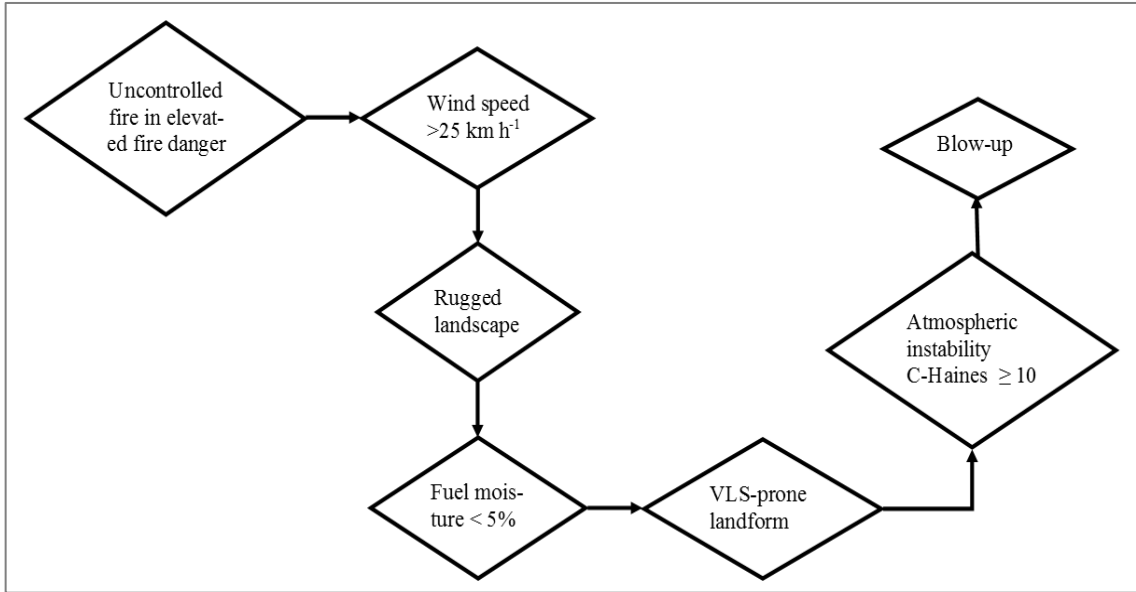 Uncontrolled
fire in elevat-
ed fire danger
Wind speed
>25 km h⁻¹
Rugged
landscape
Fuel mois-
ture < 5%
VLS-prone
landform
Atmospheric
instability
C-Haines ≥ 10
Blow-up